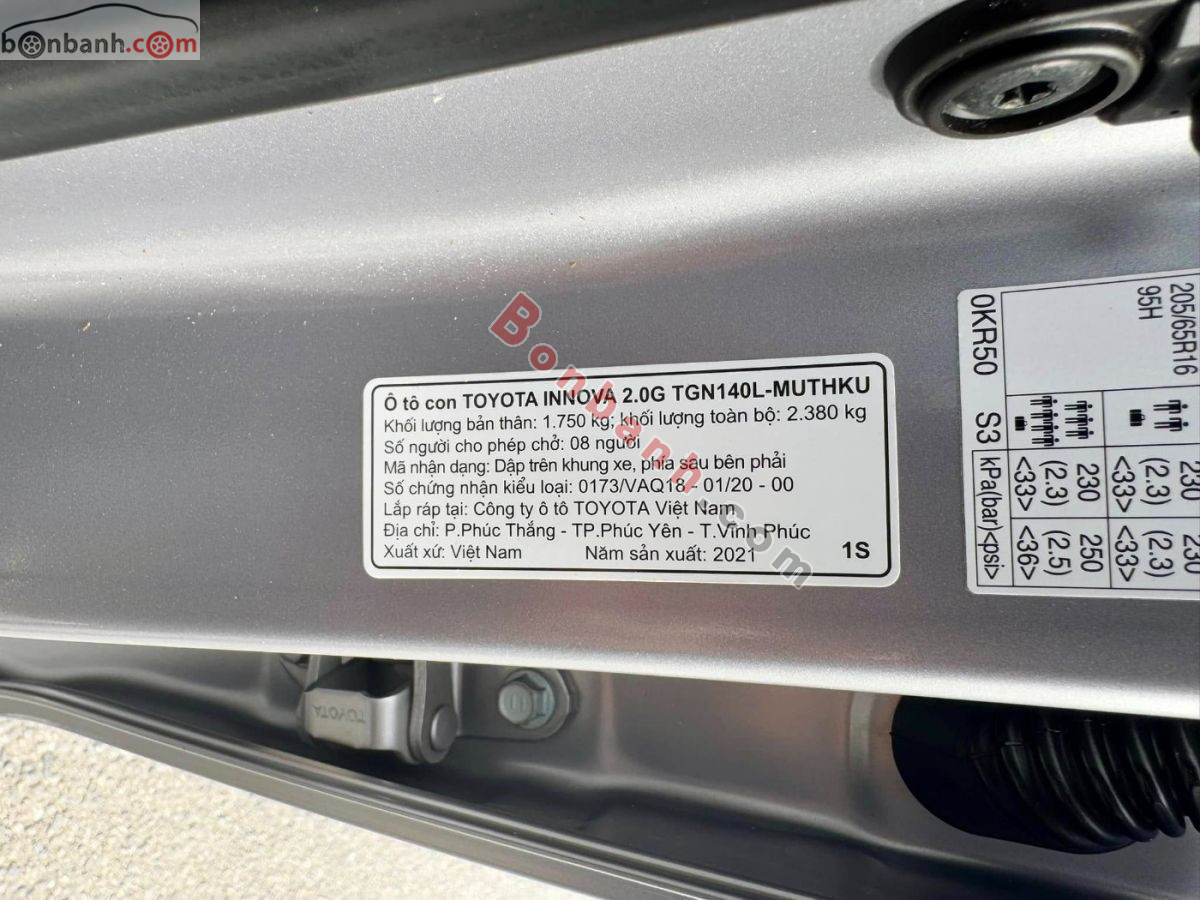 bonbanh.com
Ô tô con TOYOTA INNOVA 2.0G TGN140L-MUTHKU
Khối lượng bản thân: 1.750 kg; khối lượng toàn bộ: 2.380 kg
Số người cho phép chở: 08 người
Mã nhận dạng: Dập trên khung xe, phía sau bên phải
Số chứng nhận kiểu loại: 0173/VAQ18 - 01/20 - 00
Lắp ráp tại: Công ty ô tô TOYOTA Việt Nam
Địa chỉ: P.Phúc Thắng - TP.Phúc Yên - T.Vĩnh Phúc
Xuất xứ: Việt Nam Năm sản xuất: 2021 1S
Bonbanh.com
205/65R16
95H
230 230
(2.3) (2.3)
<33> <33>
230 250
(2.3) (2.5)
<33> <36>
0KR50 S3 kPa(bar)<psi>
TOYOTA